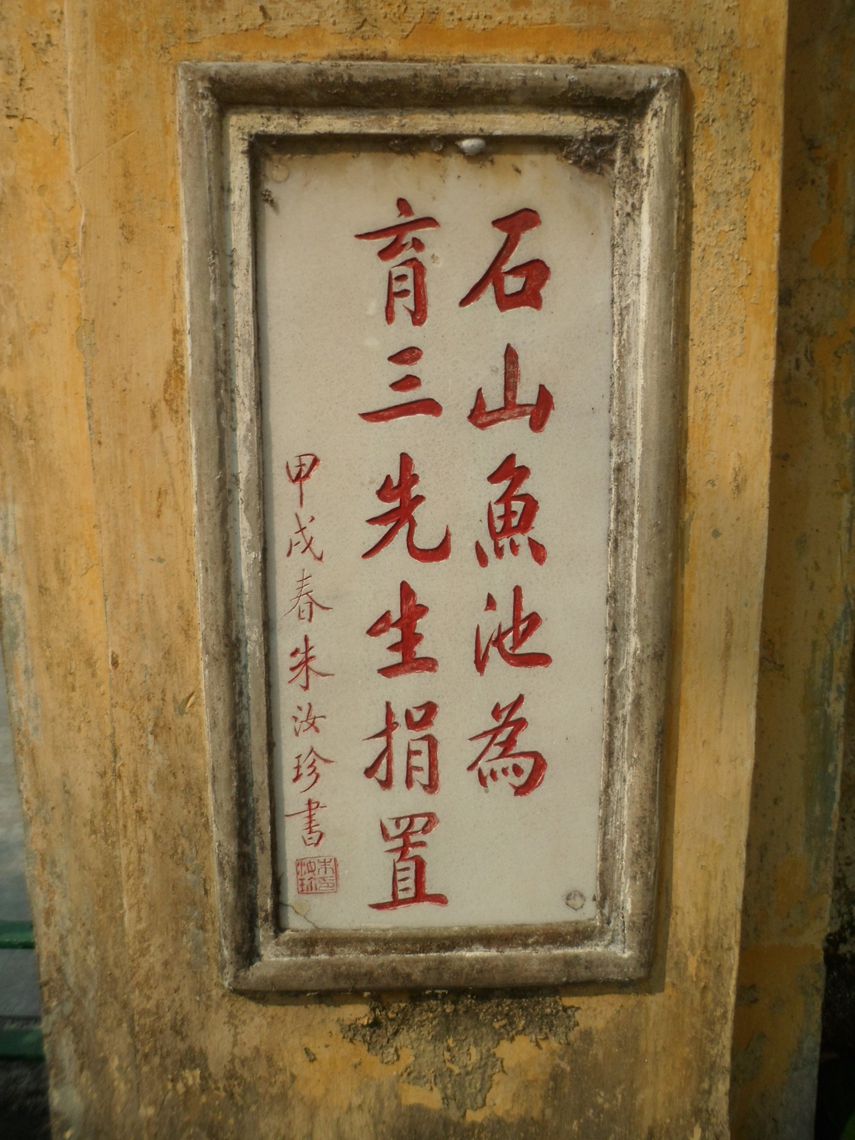 石山魚池為
育三先生捐置
甲戌春朱汝珍書